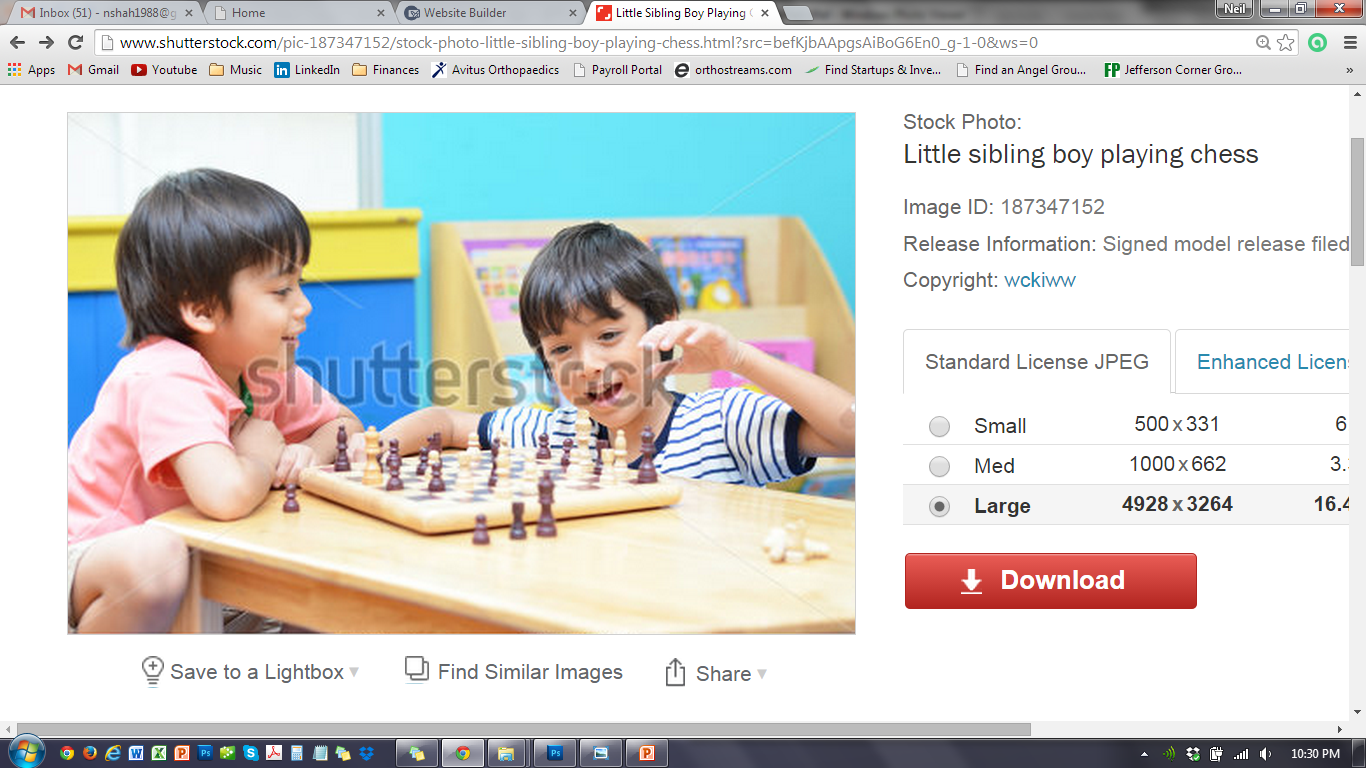 Inbox (51) - nshah1988@g
Home
Website Builder
Little Sibling Boy Playing C
Neil
www.shutterstock.com/pic-187347152/stock-photo-little-sibling-boy-playing-chess.html?src=befKjbAApgsAiBoG6En0_g-1-0&ws=0
Apps
Gmail
Youtube
Music
LinkedIn
Finances
Avitus Orthopaedics
Payroll Portal
orthostreams.com
Find Startups & Inve...
Find an Angel Grou...
Jefferson Corner Gro...
»
shutterstock
Stock Photo:
Little sibling boy playing chess
Image ID: 187347152
Release Information: Signed model release filed
Copyright: wckiww
Standard License JPEG
Enhanced Licen
Small 500 x 331 6
Med 1000 x 662 3.
Large 4928 x 3264 16.4
Download
Save to a Lightbox
Find Similar Images
Share
10:30 PM